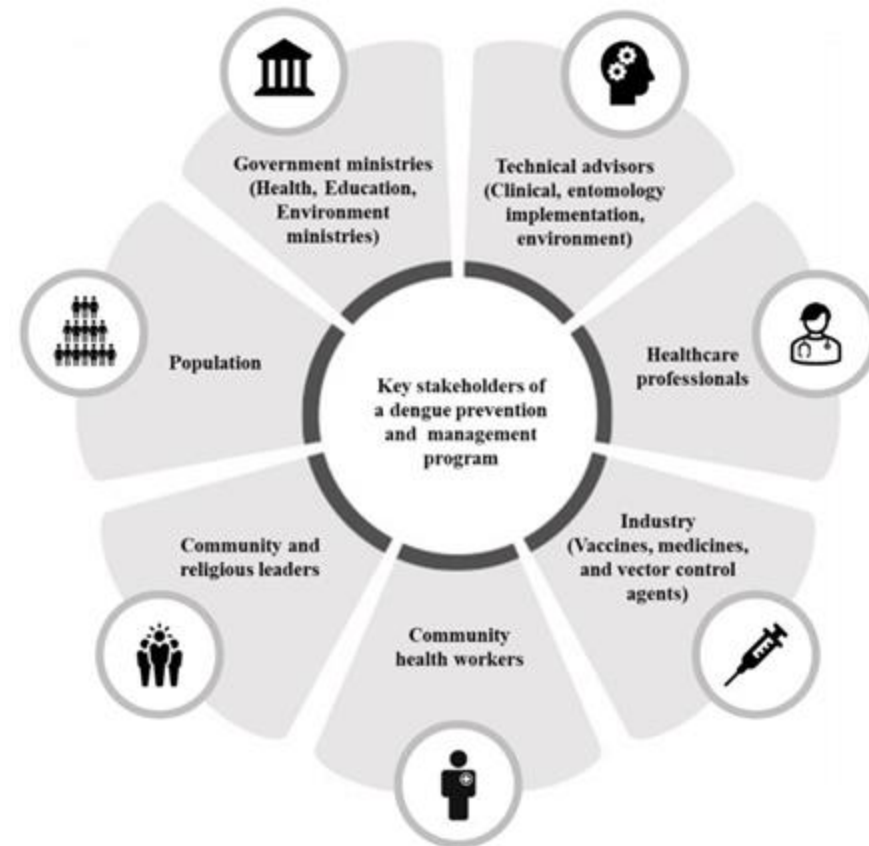 Government ministries
(Health, Education,
Environment
ministries)
Technical advisors
(Clinical, entomology
implementation,
environment)
Healthcare
professionals
Industry
(Vaccines, medicines,
and vector control
agents)
Community
health workers
Community and
religious leaders
Population
Key stakeholders of
a dengue prevention
and management
program